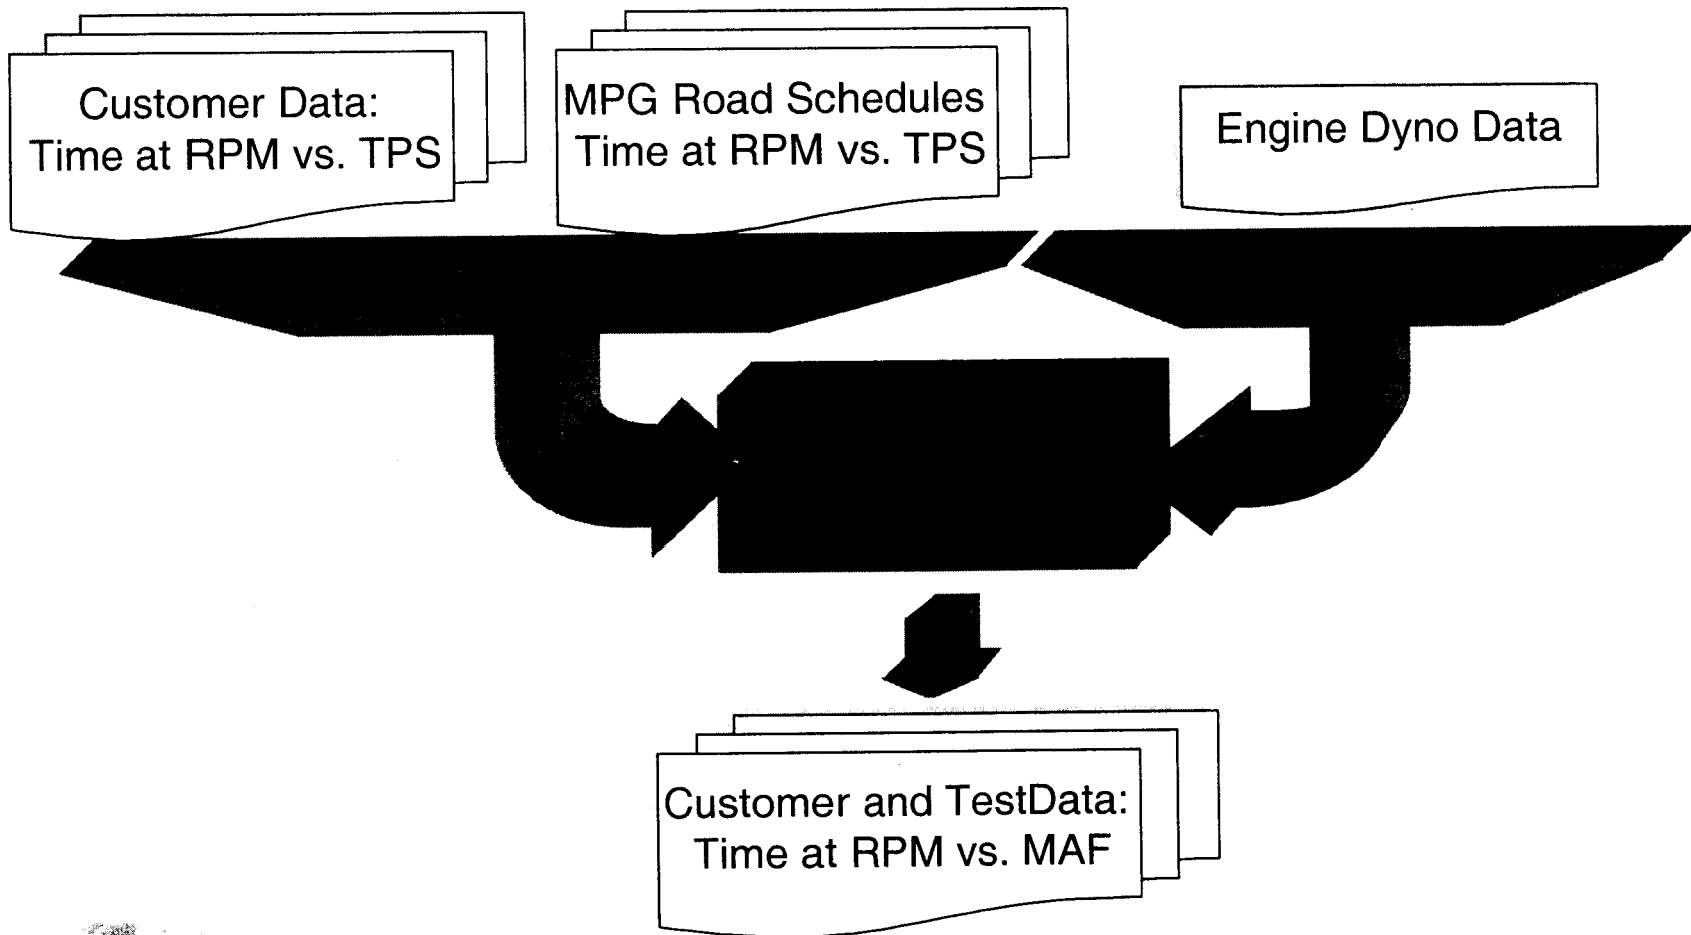 Customer Data:
Time at RPM vs. TPS
MPG Road Schedules
Time at RPM vs. TPS
Engine Dyno Data
Customer and TestData:
Time at RPM vs. MAF